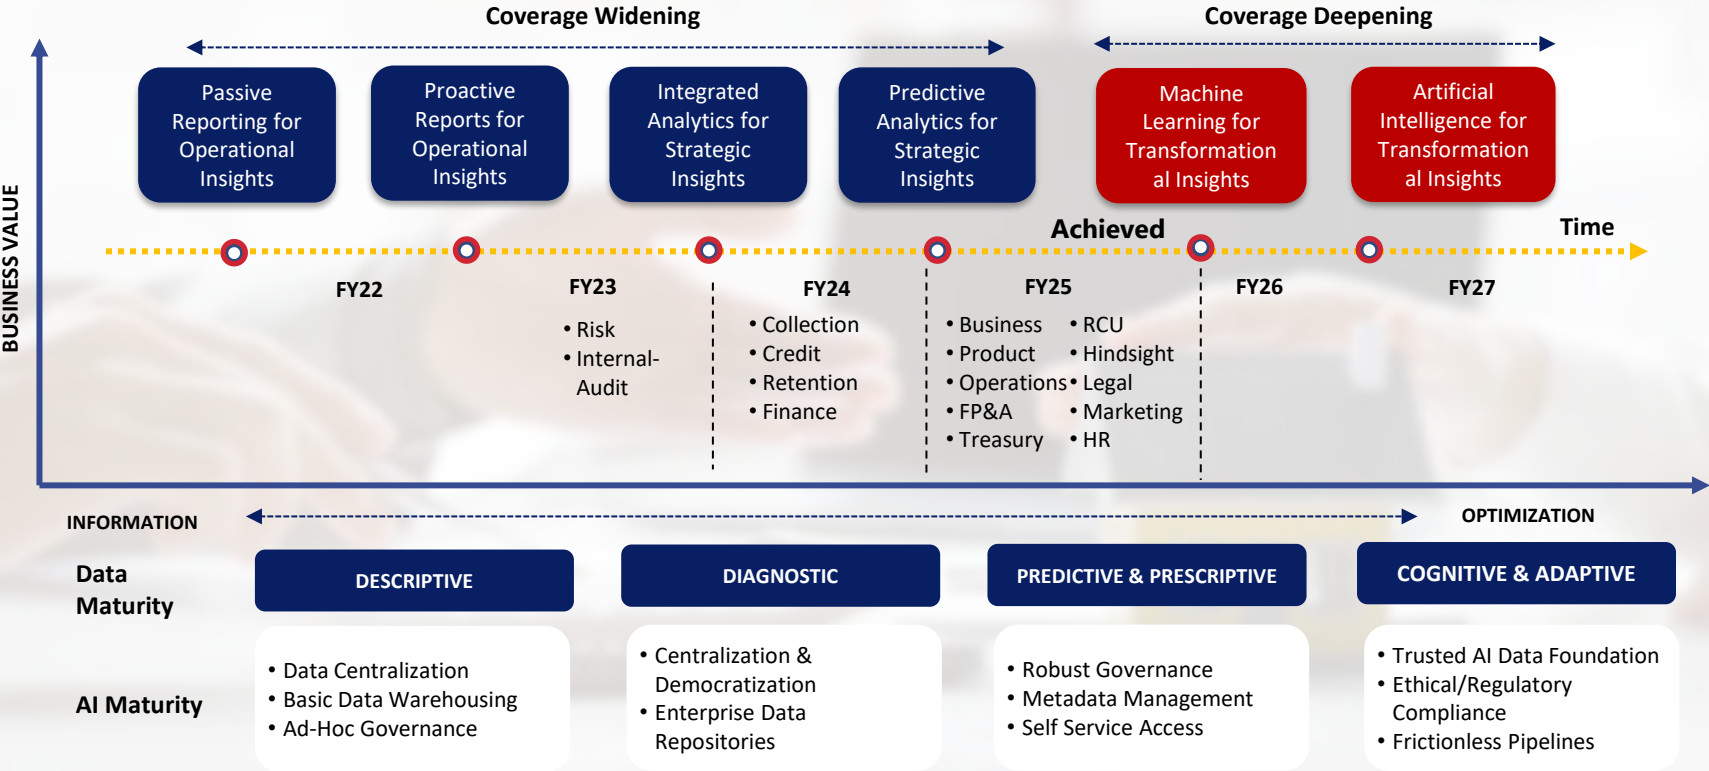 Coverage Widening
Coverage Deepening
Passive
Reporting for
Operational
Insights
Proactive
Reports for
Operational
Insights
Integrated
Analytics for
Strategic
Insights
Predictive
Analytics for
Strategic
Insights
Machine
Learning for
Transformation
al Insights
Artificial
Intelligence for
Transformation
al Insights
BUSINESS VALUE
Achieved
Time
FY22
FY23
FY24
FY25
FY26
FY27
• Risk
• Internal-
Audit
• Collection
• Credit
• Retention
• Finance
• Business
• Product
• Operations
• FP&A
• Treasury
• RCU
• Hindsight
• Legal
• Marketing
• HR
INFORMATION
OPTIMIZATION
Data
Maturity
DESCRIPTIVE
DIAGNOSTIC
PREDICTIVE & PRESCRIPTIVE
COGNITIVE & ADAPTIVE
AI Maturity
• Data Centralization
• Basic Data Warehousing
• Ad-Hoc Governance
• Centralization &
Democratization
• Enterprise Data
Repositories
• Robust Governance
• Metadata Management
• Self Service Access
• Trusted AI Data Foundation
• Ethical/Regulatory
Compliance
• Frictionless Pipelines